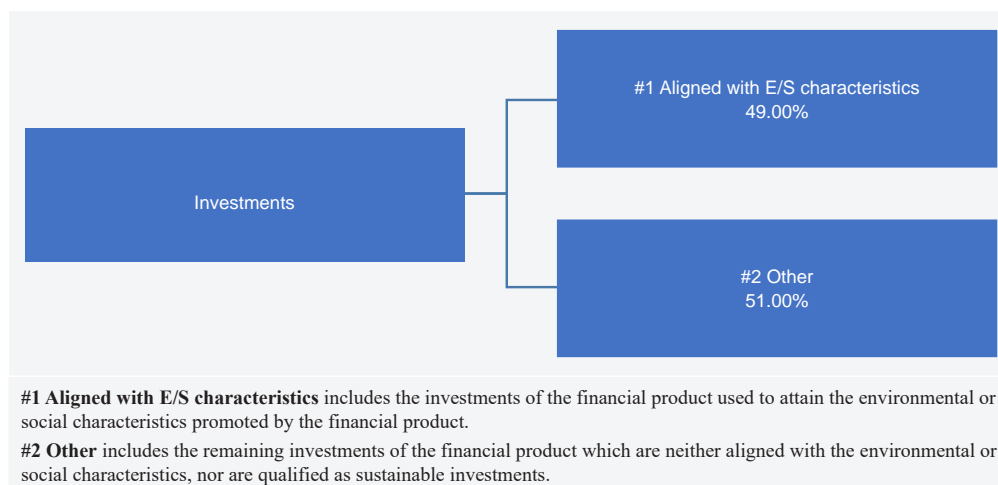 #1 Aligned with E/S characteristics
49.00%
Investments
#2 Other
51.00%
#1 Aligned with E/S characteristics includes the investments of the financial product used to attain the environmental or
social characteristics promoted by the financial product.
#2 Other includes the remaining investments of the financial product which are neither aligned with the environmental or
social characteristics, nor are qualified as sustainable investments.